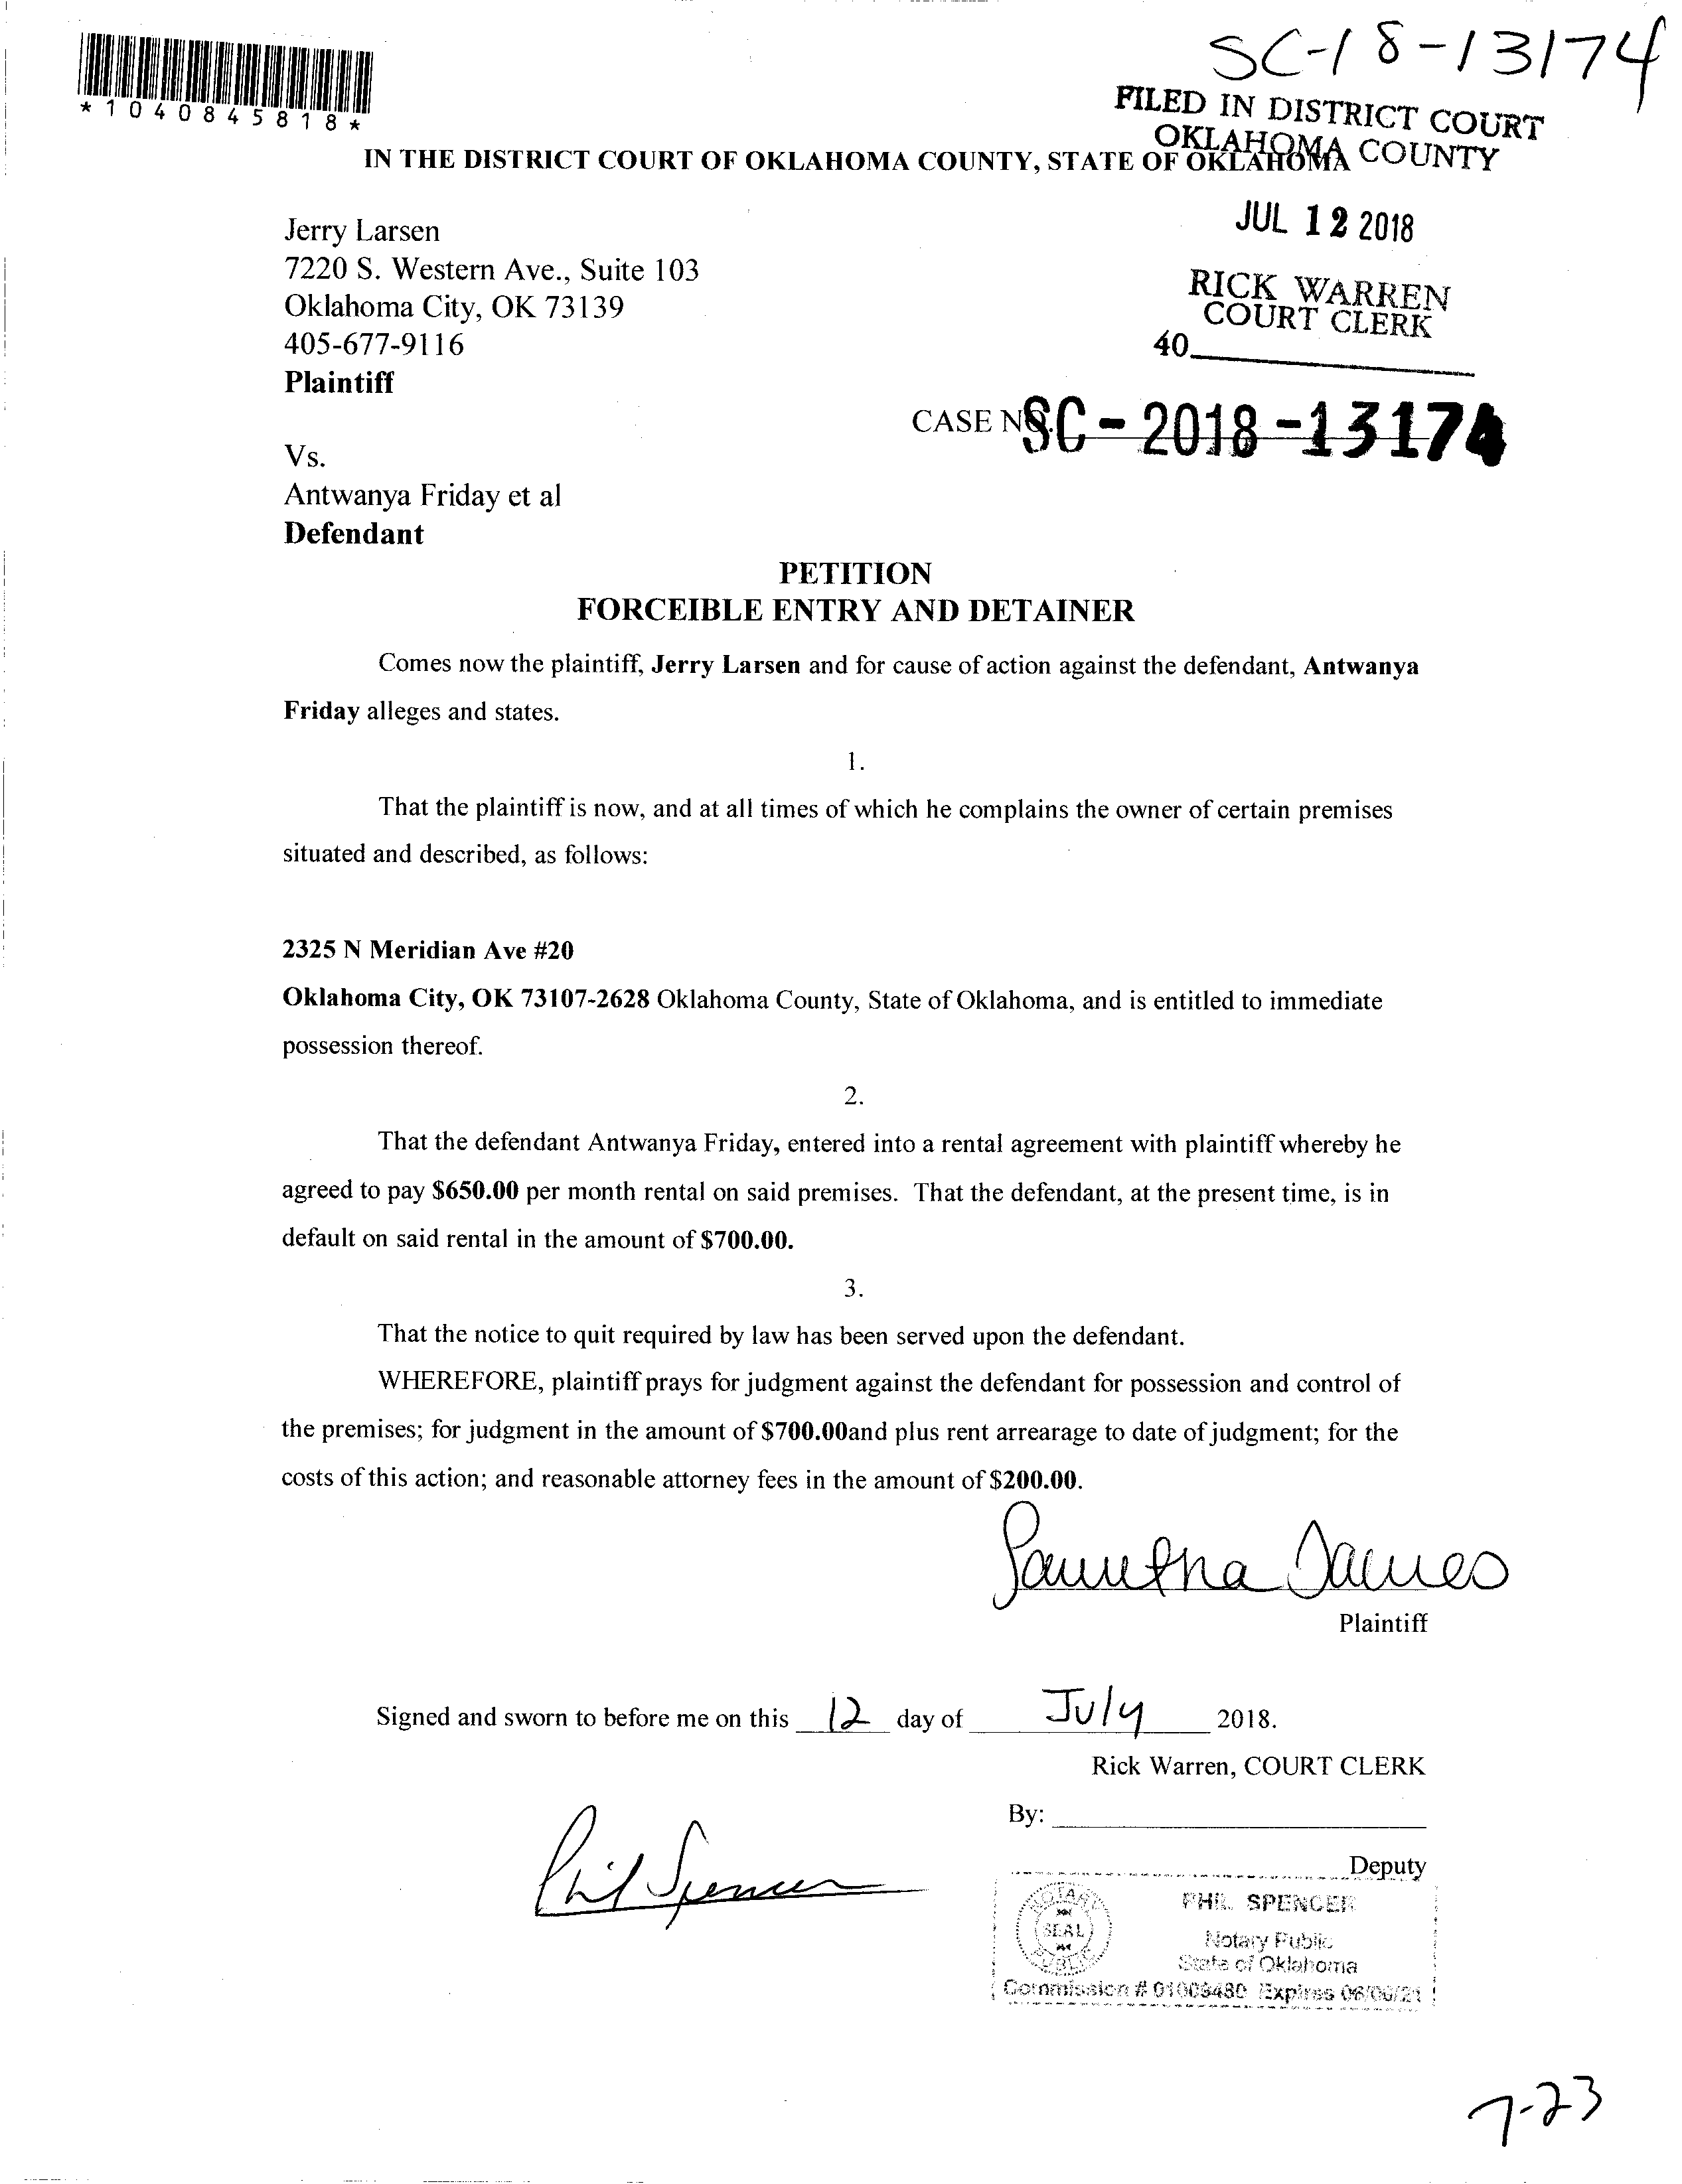 SC-18-13174
*1040845818*
FILED IN DISTRICT COURT
OKLAHOMA COUNTY
IN THE DISTRICT COURT OF OKLAHOMA COUNTY, STATE OF OKLAHOMA
JUL 12 2018
RICK WARREN
COURT CLERK
40
Jerry Larsen
7220 S. Western Ave., Suite 103
Oklahoma City, OK 73139
405-677-9116
Plaintiff
CASE NO. SC-2018-13174
Vs.
Antwanya Friday et al
Defendant
PETITION
FORCEIBLE ENTRY AND DETAINER
Comes now the plaintiff, Jerry Larsen and for cause of action against the defendant, Antwanya
Friday alleges and states.
1.
That the plaintiff is now, and at all times of which he complains the owner of certain premises
situated and described, as follows:
2325 N Meridian Ave #20
Oklahoma City, OK 73107-2628 Oklahoma County, State of Oklahoma, and is entitled to immediate
possession thereof.
2.
That the defendant Antwanya Friday, entered into a rental agreement with plaintiff whereby he
agreed to pay $650.00 per month rental on said premises. That the defendant, at the present time, is in
default on said rental in the amount of $700.00.
3.
That the notice to quit required by law has been served upon the defendant.
WHEREFORE, plaintiff prays for judgment against the defendant for possession and control of
the premises; for judgment in the amount of $700.00and plus rent arrearage to date of judgment; for the
costs of this action; and reasonable attorney fees in the amount of $200.00.
James
Plaintiff
Signed and sworn to before me on this 12 day of July 2018.
Rick Warren, COURT CLERK
By:
Phil Spencer
Deputy
NOTARY
SEAL
PUBLIC
PHIL SPENCER
Notary Public
State of Oklahoma
Commission # Expires
7-23